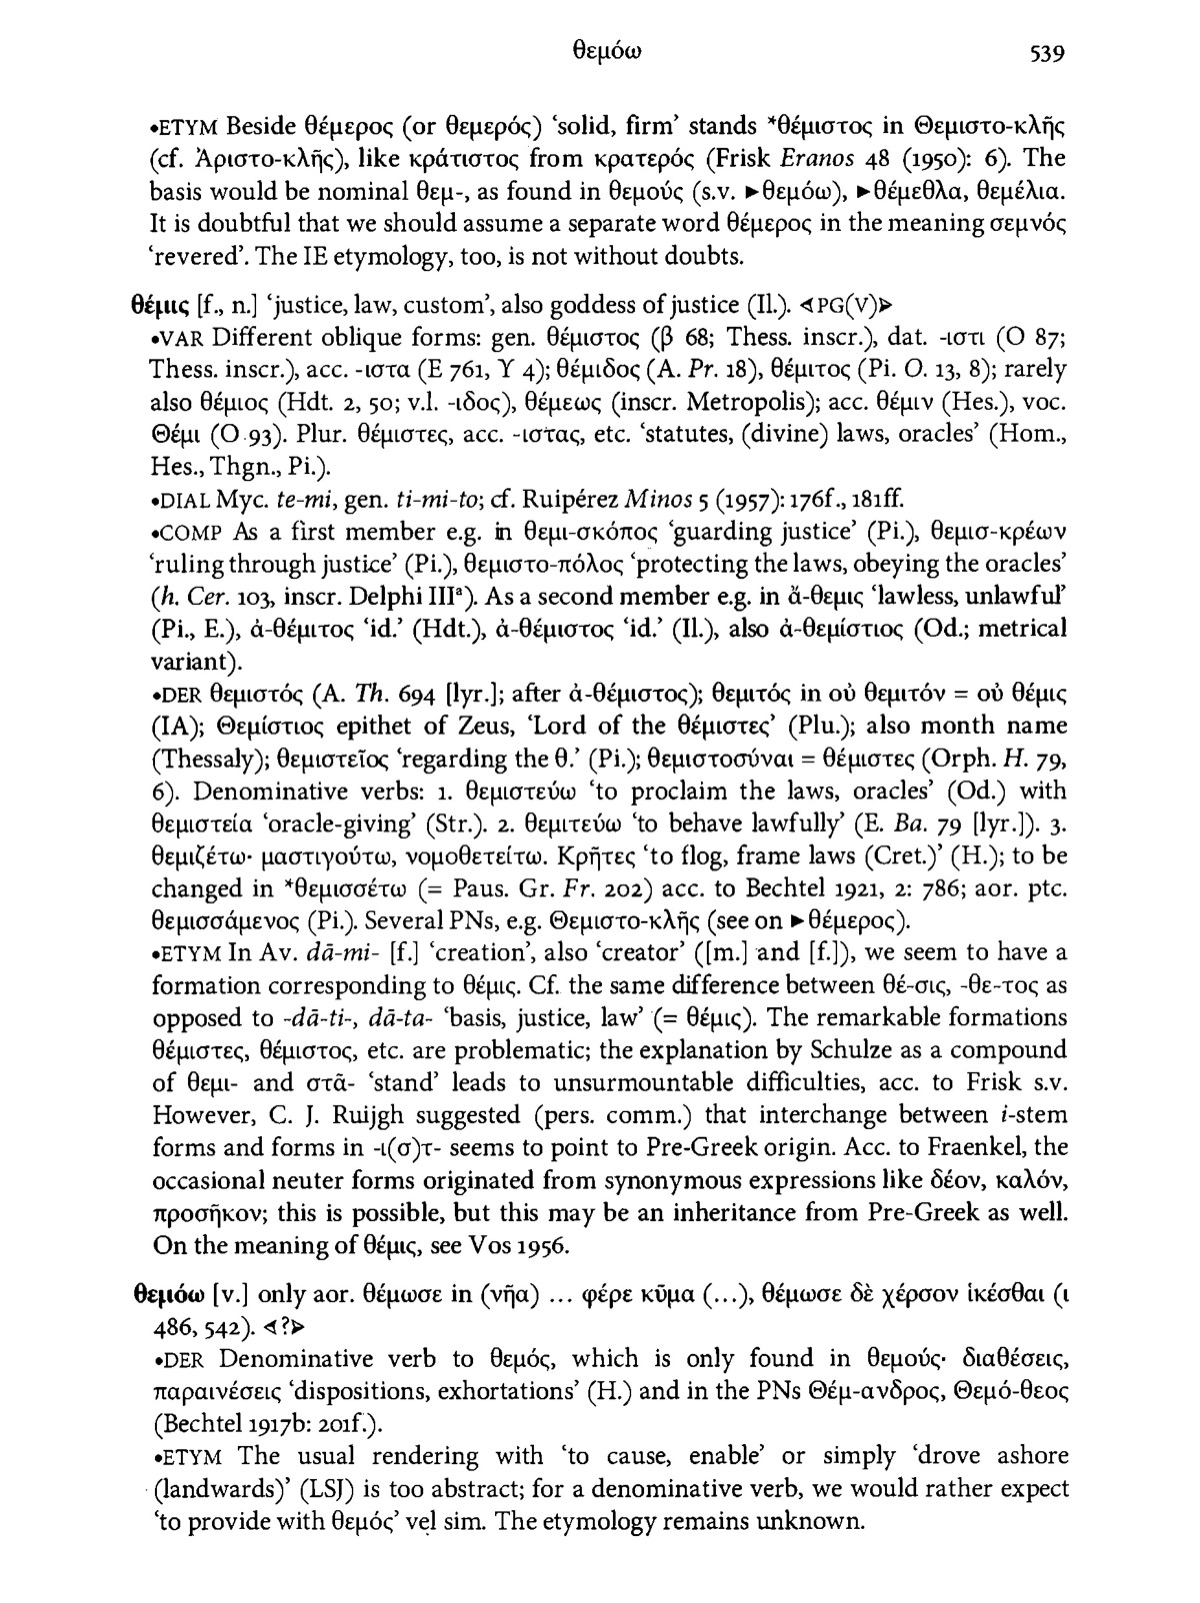 θεμόω 539
•ETYM Beside θέμερος (or θεμερός) ‘solid, firm’ stands *θέμιστος in Θεμιστο-κλῆς
(cf. Ἀριστο-κλῆς), like κράτιστος from κρατερός (Frisk Eranos 48 (1950): 6). The
basis would be nominal θεμ-, as found in θεμούς (s.v. ►θεμόω), ►θέμεθλα, θεμέλια.
It is doubtful that we should assume a separate word θέμερος in the meaning σεμνός
‘revered’. The IE etymology, too, is not without doubts.
θέμις [f., n.] ‘justice, law, custom’, also goddess of justice (Il.). ⊲PG(V)⊳
•VAR Different oblique forms: gen. θέμιστος (β 68; Thess. inscr.), dat. -ιστι (Ο 87;
Thess. inscr.), acc. -ιστα (Ε 761, Υ 4); θέμιδος (A. Pr. 18), θέμιτος (Pi. O. 13, 8); rarely
also θέμιος (Hdt. 2, 50; v.l. -ιδος), θέμεως (inscr. Metropolis); acc. θέμιν (Hes.), voc.
Θέμι (Ο 93). Plur. θέμιστες, acc. -ιστας, etc. ‘statutes, (divine) laws, oracles’ (Hom.,
Hes., Thgn., Pi.).
•DIAL Myc. te-mi, gen. ti-mi-to; cf. Ruipérez Minos 5 (1957): 176f., 181ff.
•COMP As a first member e.g. in θεμι-σκόπος ‘guarding justice’ (Pi.), θεμισ-κρέων
‘ruling through justice’ (Pi.), θεμιστο-πόλος ‘protecting the laws, obeying the oracles’
(h. Cer. 103, inscr. Delphi IIIª). As a second member e.g. in ἄ-θεμις ‘lawless, unlawful’
(Pi., E.), ἀ-θέμιτος ‘id.’ (Hdt.), ἀ-θέμιστος ‘id.’ (Il.), also ἀ-θεμίστιος (Od.; metrical
variant).
•DER θεμιστός (A. Th. 694 [lyr.]; after ἀ-θέμιστος); θεμιτός in οὐ θεμιτόν = οὐ θέμις
(IA); Θεμίστιος epithet of Zeus, ‘Lord of the θέμιστες’ (Plu.); also month name
(Thessaly); θεμιστεῖος ‘regarding the θ.’ (Pi.); θεμιστοσύναι = θέμιστες (Orph. H. 79,
6). Denominative verbs: 1. θεμιστεύω ‘to proclaim the laws, oracles’ (Od.) with
θεμιστεία ‘oracle-giving’ (Str.). 2. θεμιτεύω ‘to behave lawfully’ (E. Ba. 79 [lyr.]). 3.
θεμιζέτω· μαστιγούτω, νομοθετείτω. Κρῆτες ‘to flog, frame laws (Cret.)’ (H.); to be
changed in *θεμισσέτω (= Paus. Gr. Fr. 202) acc. to Bechtel 1921, 2: 786; aor. ptc.
θεμισσάμενος (Pi.). Several PNs, e.g. Θεμιστο-κλῆς (see on ►θέμερος).
•ETYM In Av. dā-mi- [f.] ‘creation’, also ‘creator’ ([m.] and [f.]), we seem to have a
formation corresponding to θέμις. Cf. the same difference between θέ-σις, -θε-τος as
opposed to -dā-ti-, dā-ta- ‘basis, justice, law’ (= θέμις). The remarkable formations
θέμιστες, θέμιστος, etc. are problematic; the explanation by Schulze as a compound
of θεμι- and στᾱ- ‘stand’ leads to unsurmountable difficulties, acc. to Frisk s.v.
However, C. J. Ruijgh suggested (pers. comm.) that interchange between i-stem
forms and forms in -ι(σ)τ- seems to point to Pre-Greek origin. Acc. to Fraenkel, the
occasional neuter forms originated from synonymous expressions like δέον, καλόν,
προσῆκον; this is possible, but this may be an inheritance from Pre-Greek as well.
On the meaning of θέμις, see Vos 1956.
θεμόω [v.] only aor. θέμωσε in (νῆα) ... φέρε κῦμα (...), θέμωσε δὲ χέρσον ἱκέσθαι (ι
486, 542). ⊲?⊳
•DER Denominative verb to θεμός, which is only found in θεμούς· διαθέσεις,
παραινέσεις ‘dispositions, exhortations’ (H.) and in the PNs Θέμ-ανδρος, Θεμό-θεος
(Bechtel 1917b: 201f.).
•ETYM The usual rendering with ‘to cause, enable’ or simply ‘drove ashore
(landwards)’ (LSJ) is too abstract; for a denominative verb, we would rather expect
‘to provide with θεμός’ vel sim. The etymology remains unknown.